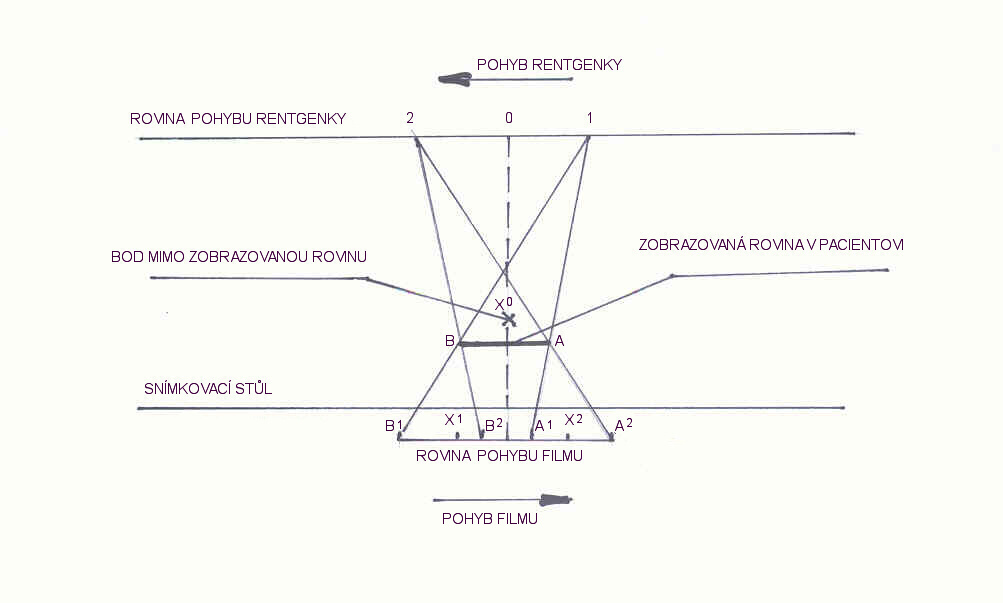 POHYB RENTGENKY
ROVINA POHYBU RENTGENKY
2
0
1
BOD MIMO ZOBRAZOVANOU ROVINU
ZOBRAZOVANÁ ROVINA V PACIENTOVI
X0
B
A
SNÍMKOVACÍ STŮL
B1
X1
B2
A1
X2
A2
ROVINA POHYBU FILMU
POHYB FILMU